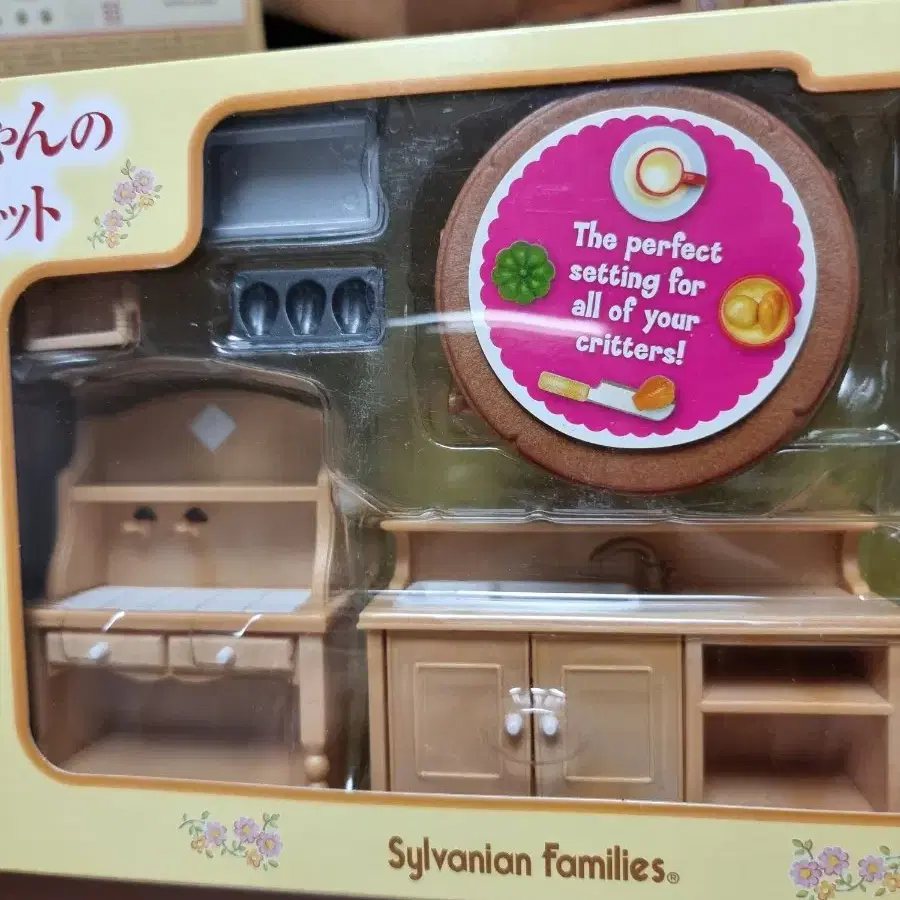 ゃんの
ット
The perfect
setting for
all of your
critters!
Sylvanian Families®